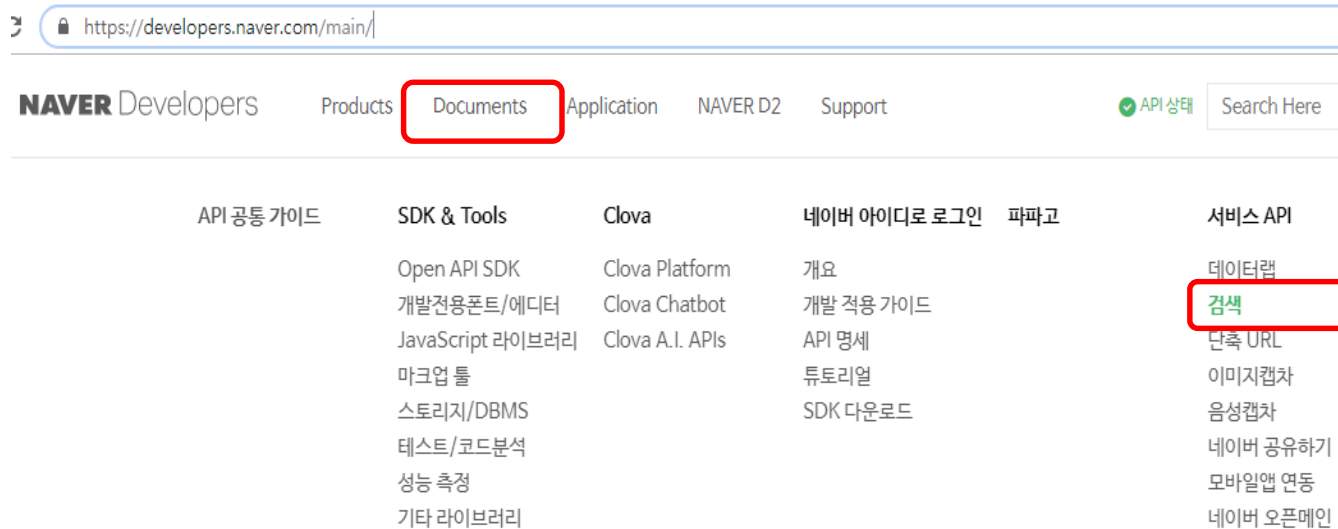 https://developers.naver.com/main/
NAVER Developers Products Documents Application NAVER D2 Support API 상태 Search Here
API 공통 가이드 SDK & Tools Clova 네이버 아이디로 로그인 파파고 서비스 API
Open API SDK Clova Platform 개요 데이터랩
개발전용폰트/에디터 Clova Chatbot 개발 적용 가이드 검색
JavaScript 라이브러리 Clova A.I. APIs API 명세 단축 URL
마크업 툴 튜토리얼 이미지캡차
스토리지/DBMS SDK 다운로드 음성캡차
테스트/코드분석 네이버 공유하기
성능 측정 모바일앱 연동
기타 라이브러리 네이버 오픈메인